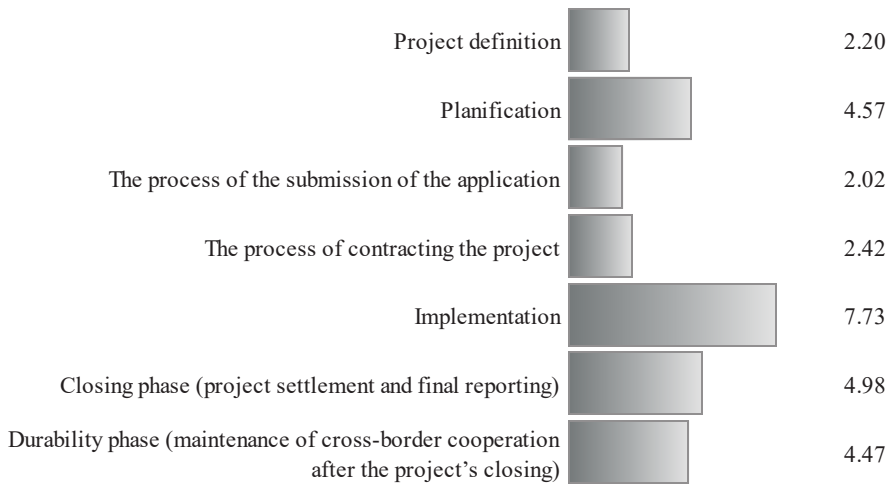 Project definition 2.20
Planification 4.57
The process of the submission of the application 2.02
The process of contracting the project 2.42
Implementation 7.73
Closing phase (project settlement and final reporting) 4.98
Durability phase (maintenance of cross-border cooperation
after the project’s closing) 4.47